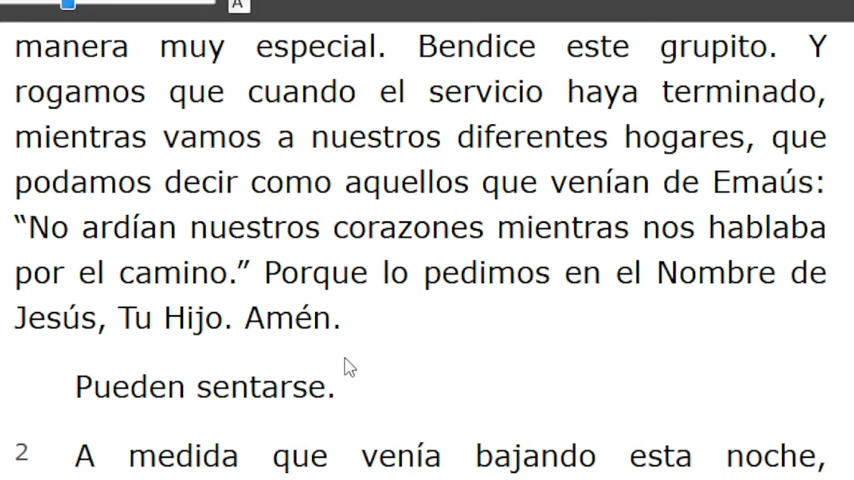 A
manera muy especial. Bendice este grupito. Y
rogamos que cuando el servicio haya terminado,
mientras vamos a nuestros diferentes hogares, que
podamos decir como aquellos que venían de Emaús:
“No ardían nuestros corazones mientras nos hablaba
por el camino.” Porque lo pedimos en el Nombre de
Jesús, Tu Hijo. Amén.
Pueden sentarse.
2 A medida que venía bajando esta noche,